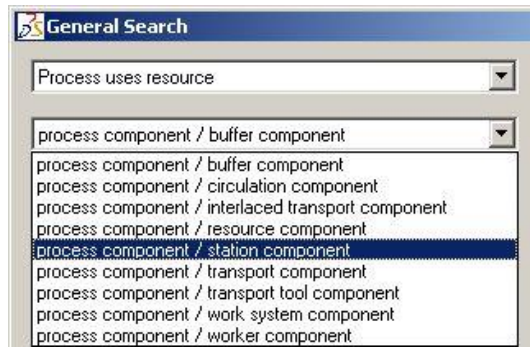 General Search
Process uses resource
process component / buffer component
process component / buffer component
process component / circulation component
process component / interlaced transport component
process component / resource component
process component / station component
process component / transport component
process component / transport tool component
process component / work system component
process component / worker component